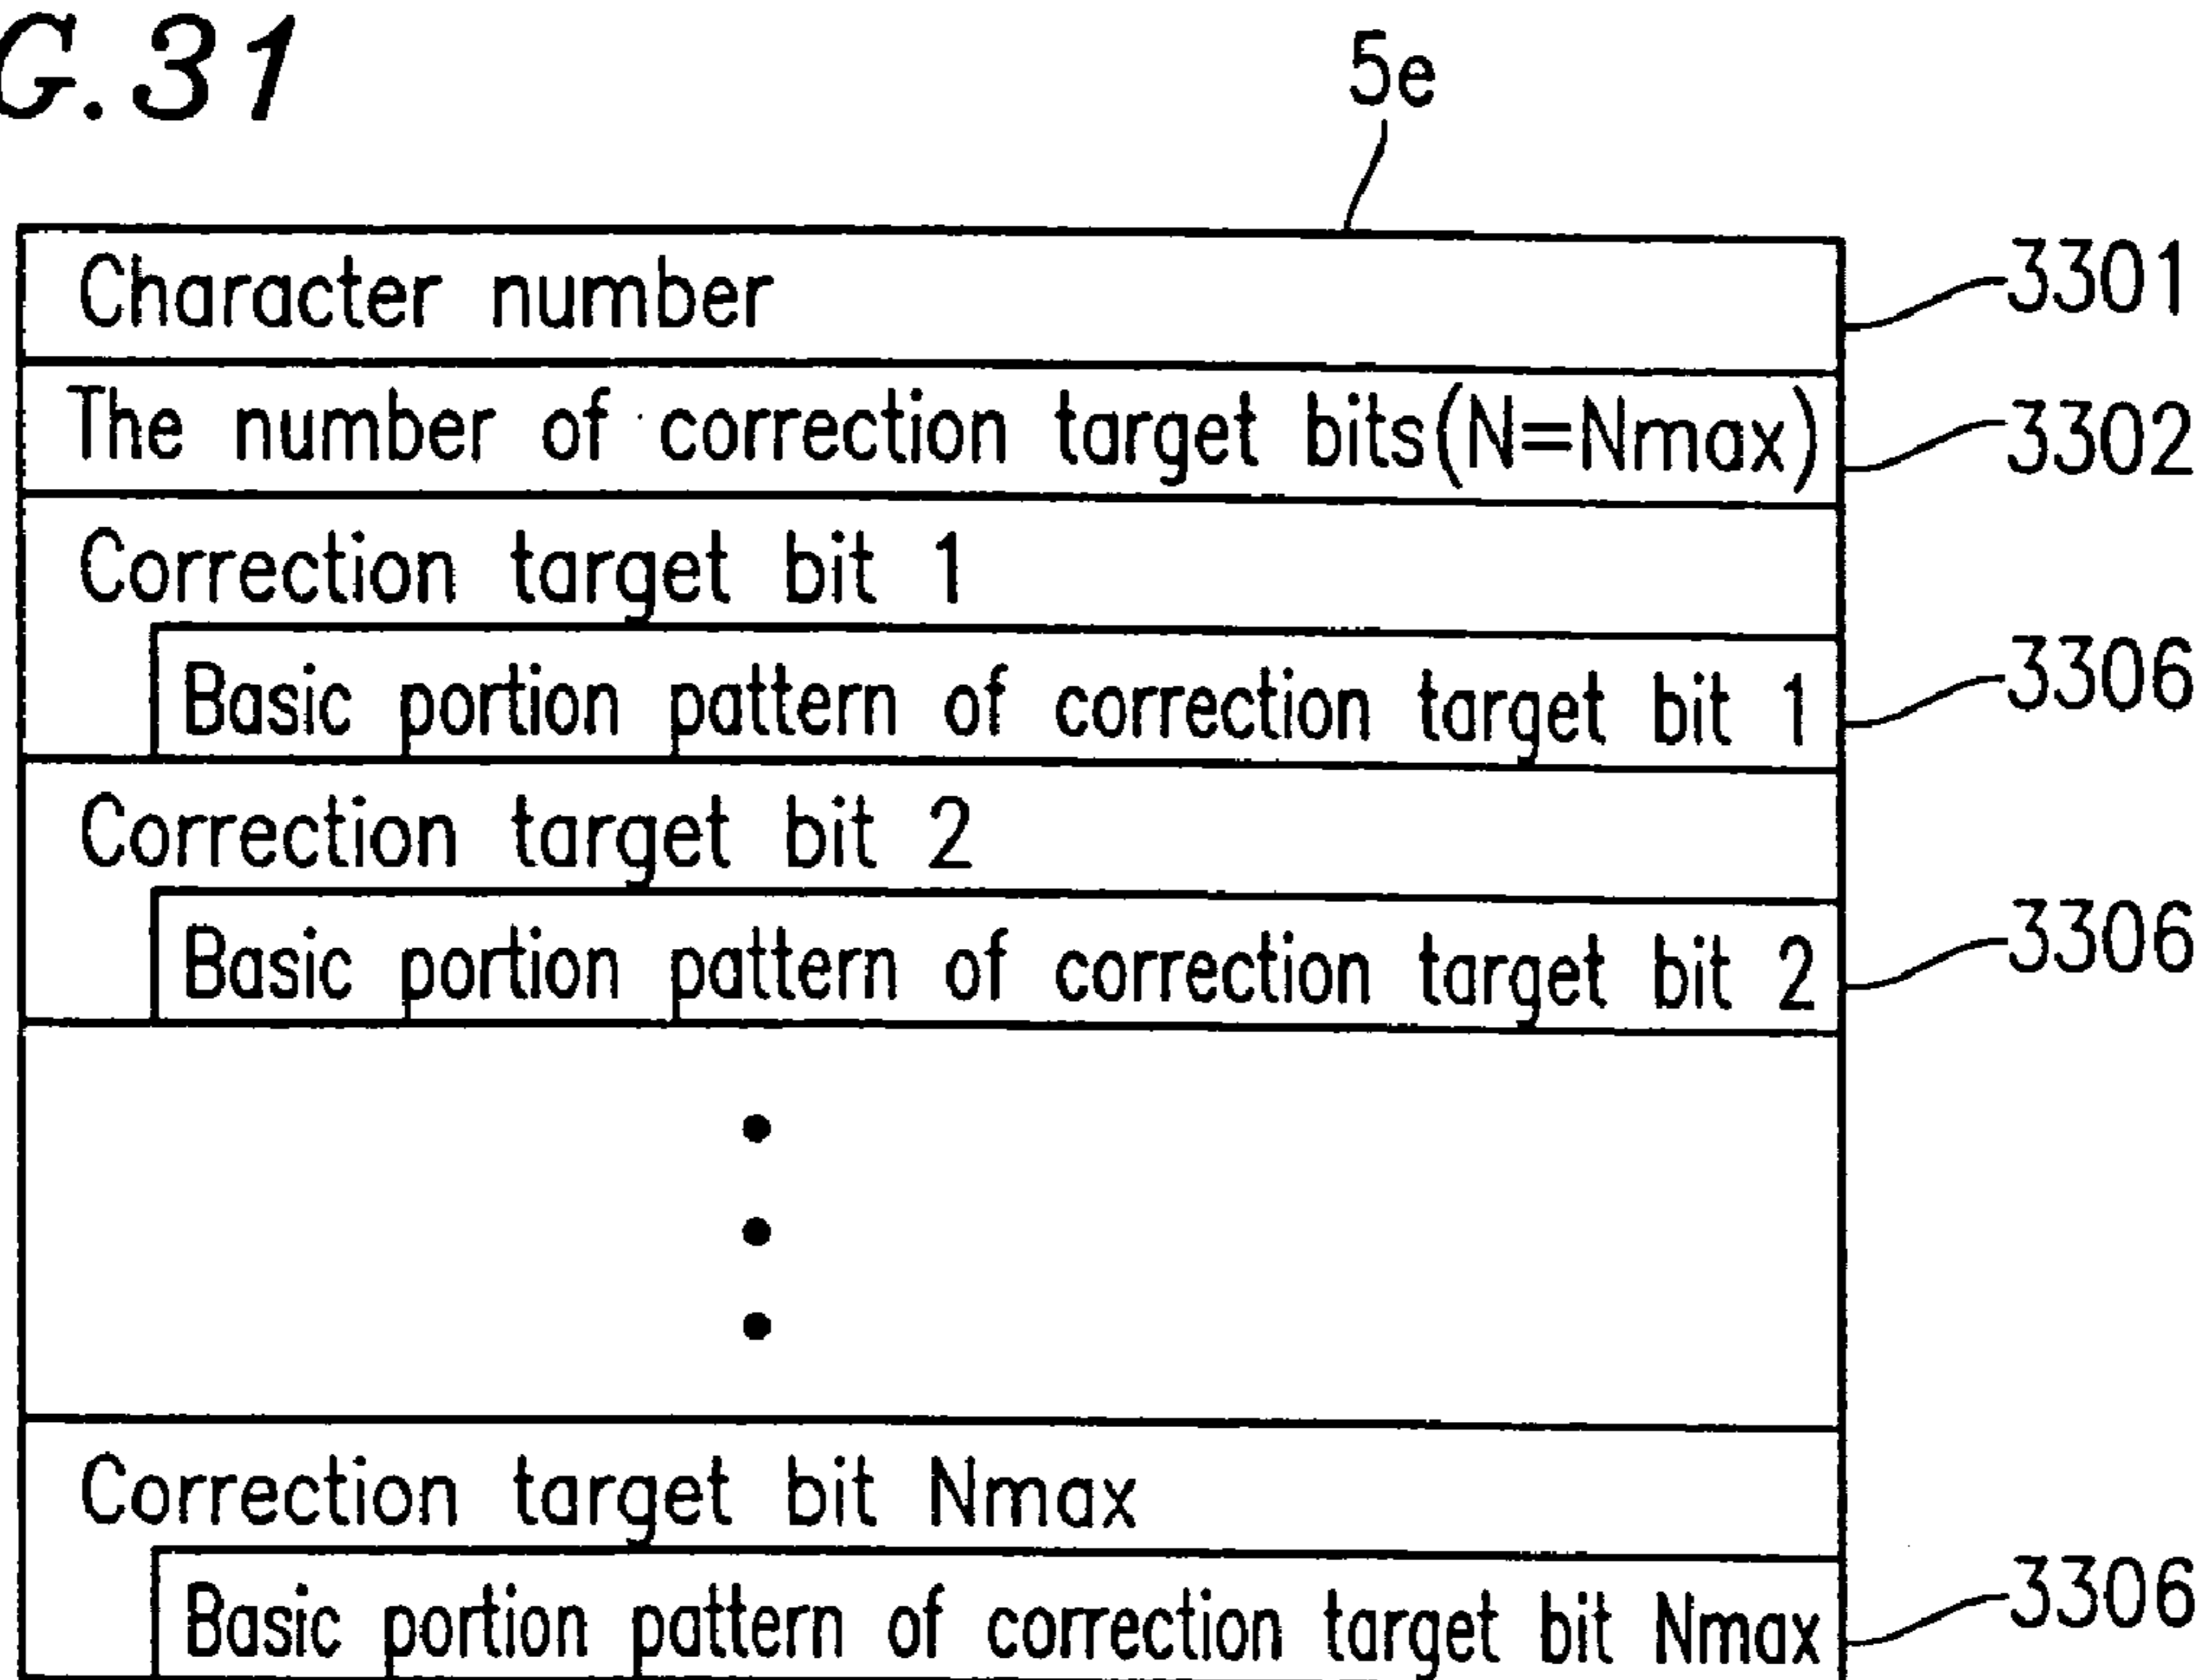 G.31
5e
Character number 3301
The number of correction target bits(N=Nmax) 3302
Correction target bit 1
Basic portion pattern of correction target bit 1 3306
Correction target bit 2
Basic portion pattern of correction target bit 2 3306
Correction target bit Nmax
Basic portion pattern of correction target bit Nmax 3306